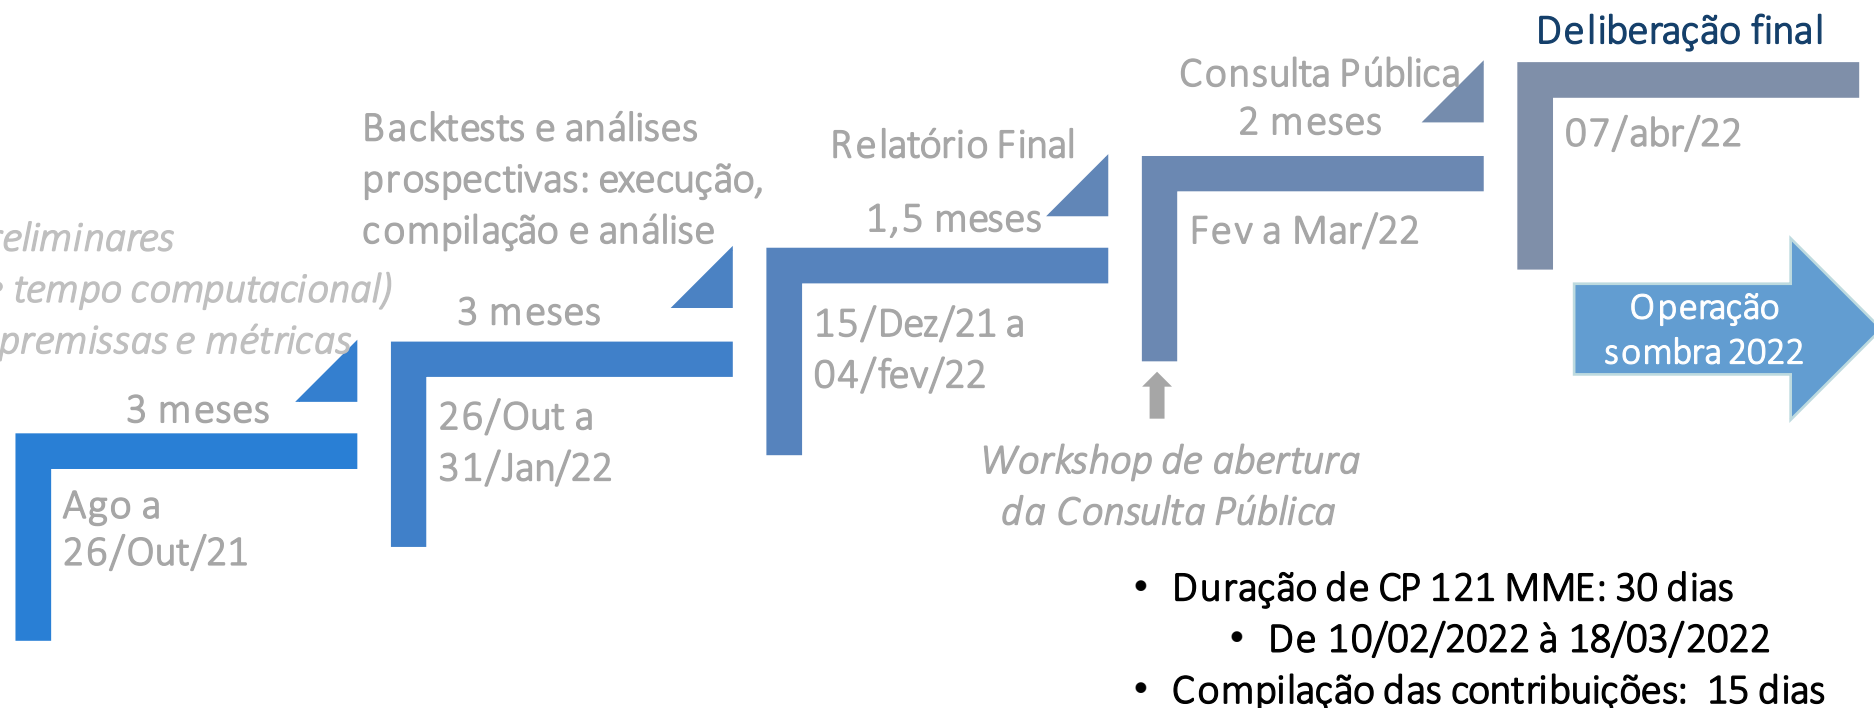 Deliberação final
07/abr/22
Consulta Pública
2 meses
Fev a Mar/22
Relatório Final
1,5 meses
15/Dez/21 a
04/fev/22
Backtests e análises
prospectivas: execução,
compilação e análise
3 meses
26/Out a
31/Jan/22
reliminares
e tempo computacional)
premissas e métricas
3 meses
Ago a
26/Out/21
Operação
sombra 2022
Workshop de abertura
da Consulta Pública
• Duração de CP 121 MME: 30 dias
• De 10/02/2022 à 18/03/2022
• Compilação das contribuições: 15 dias